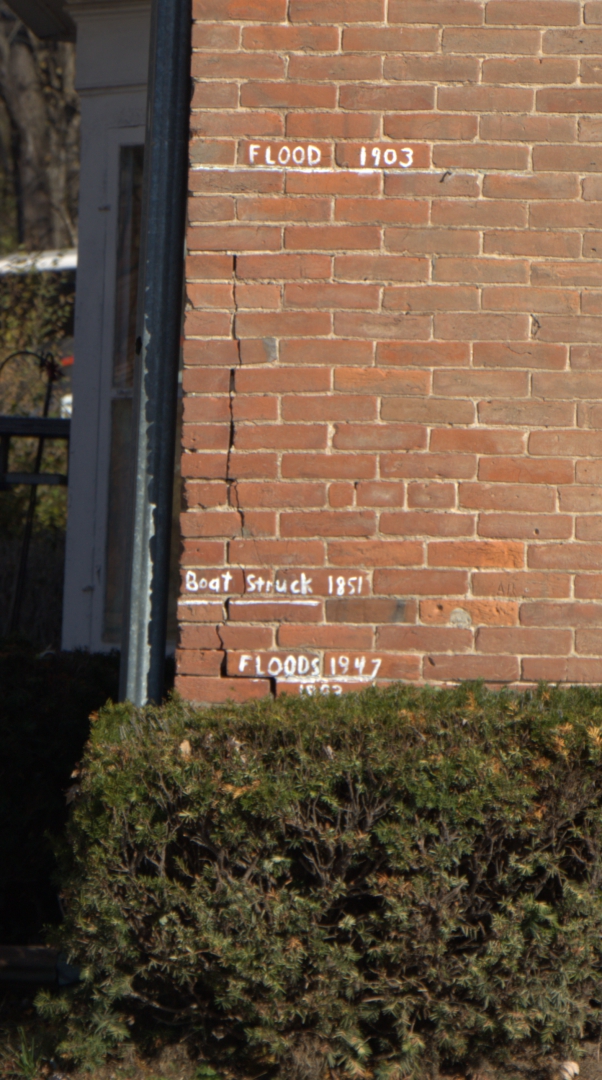 FLOOD 1903
Boat Struck 1851
FLOODS 1947